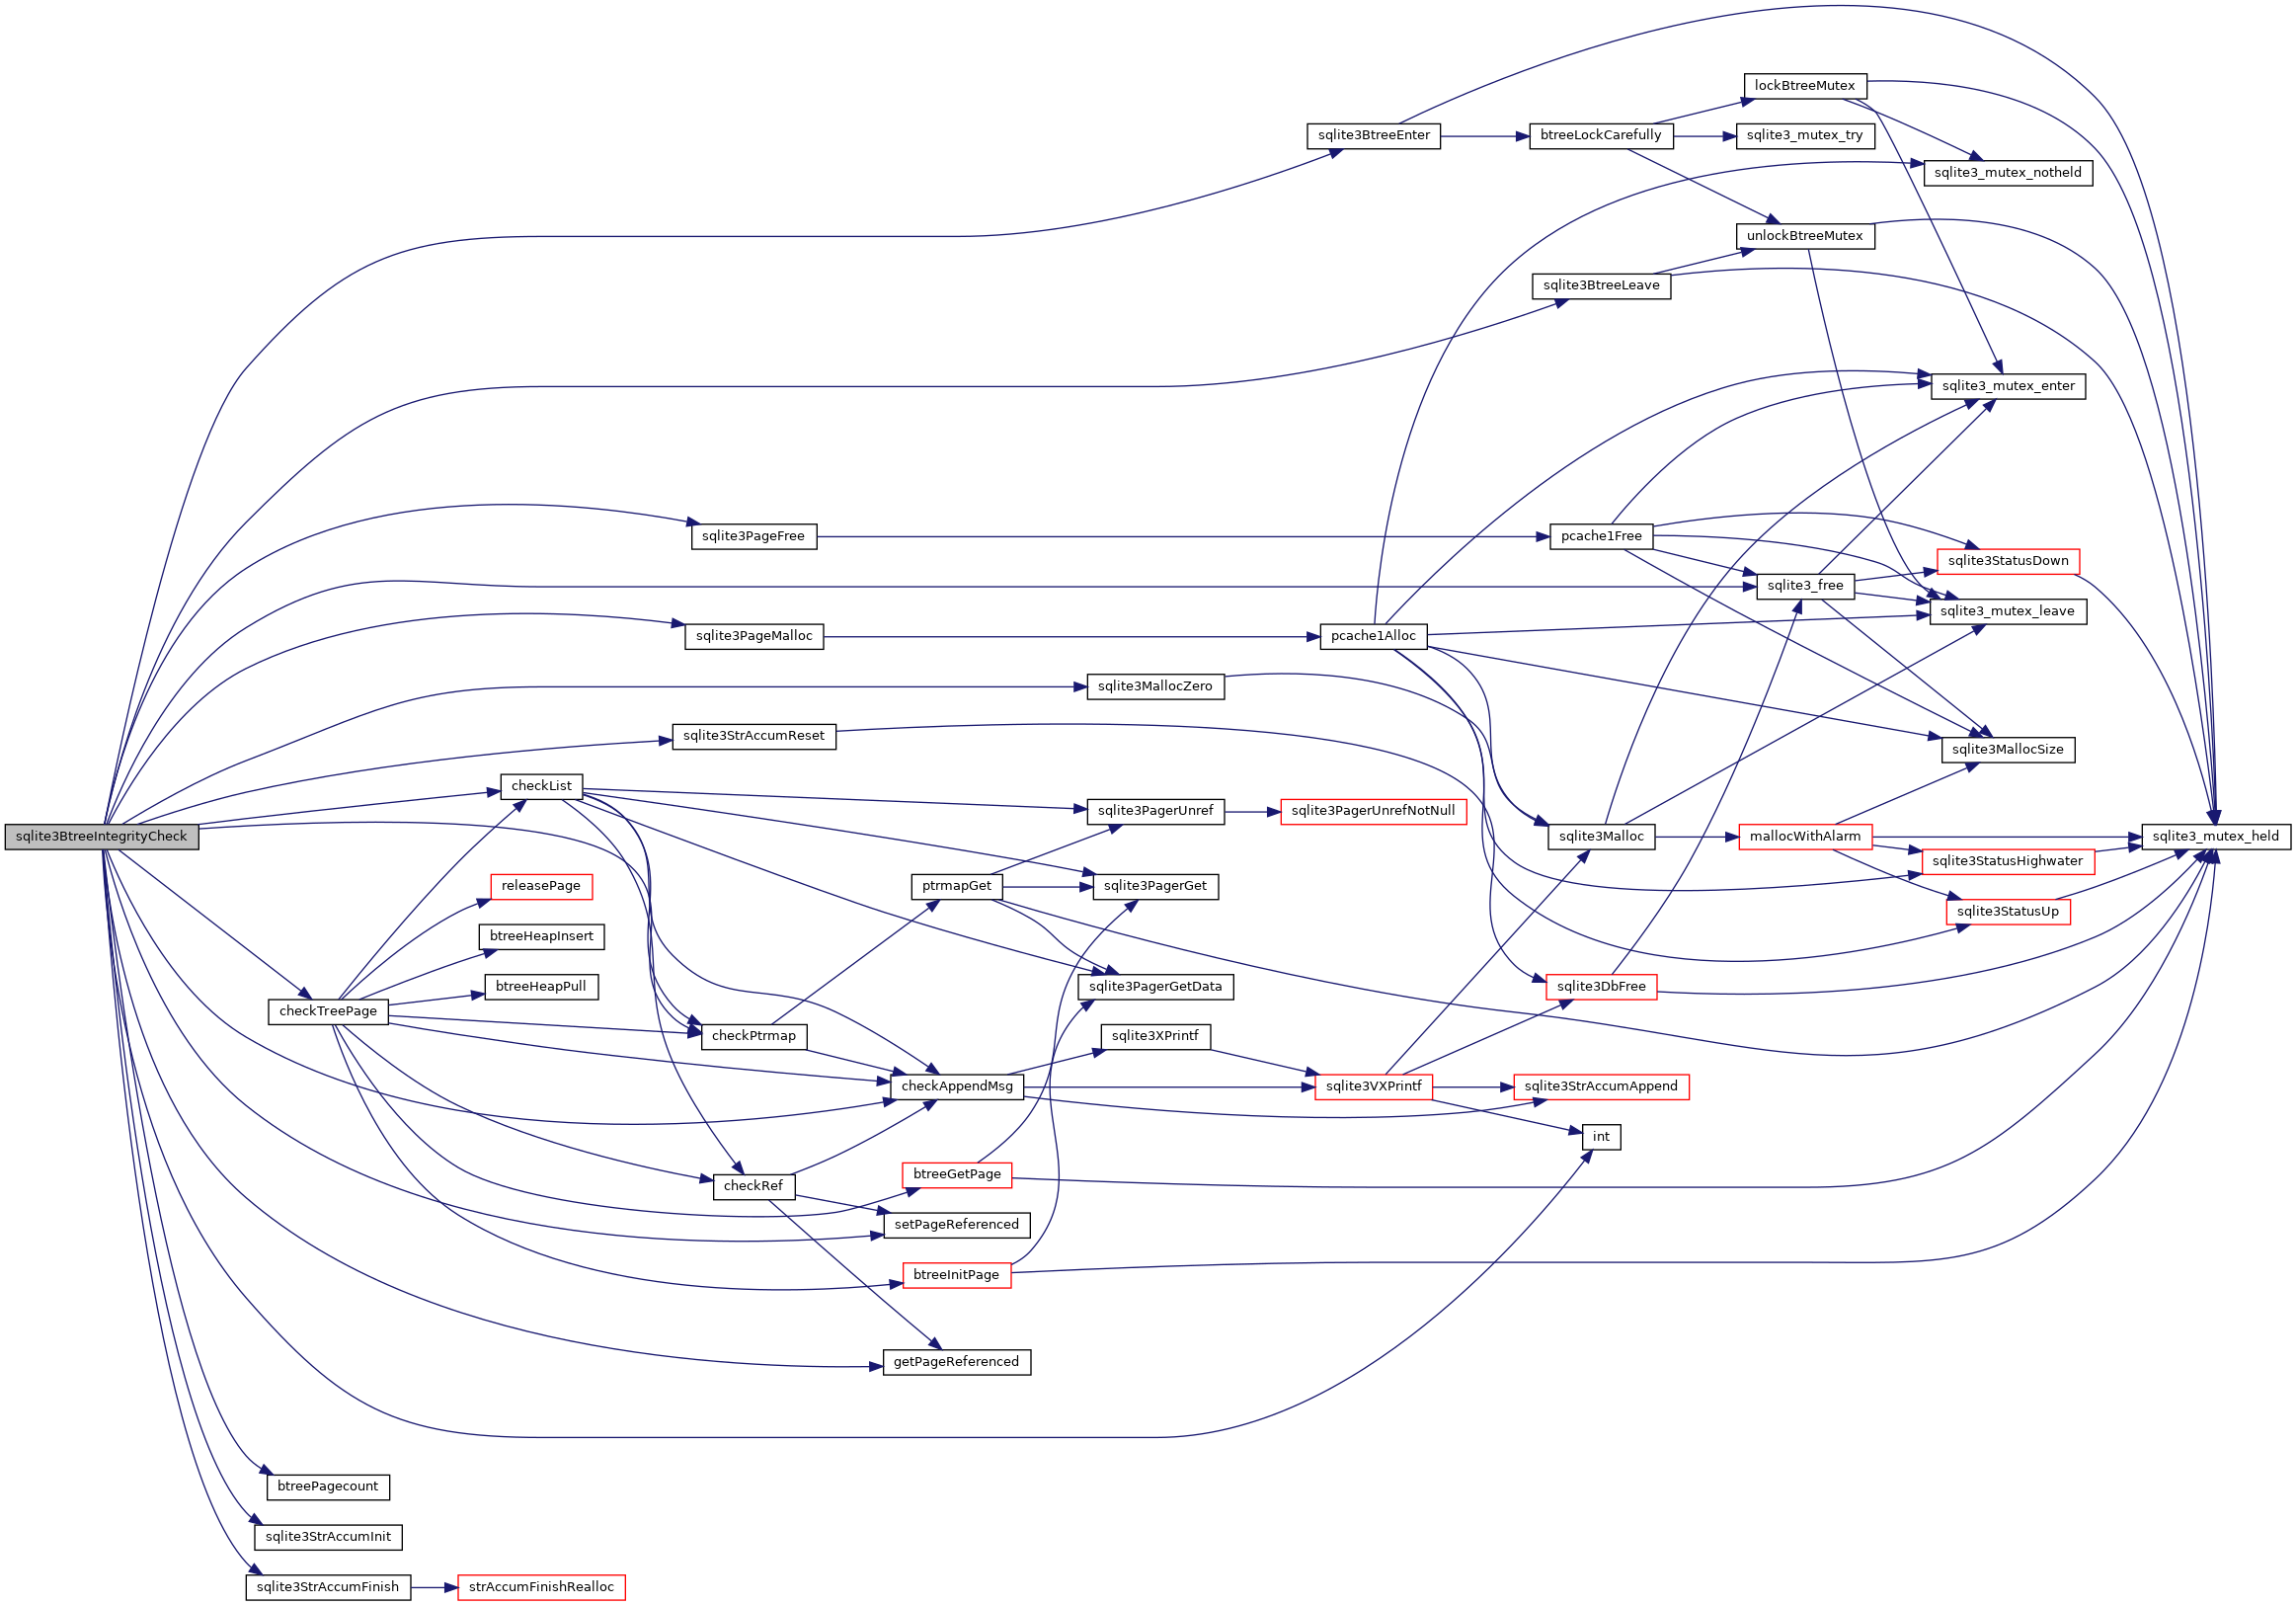 lockBtreeMutex
sqlite3BtreeEnter
btreeLockCarefully
sqlite3_mutex_try
sqlite3_mutex_notheld
unlockBtreeMutex
sqlite3BtreeLeave
sqlite3_mutex_enter
sqlite3PageFree
pcache1Free
sqlite3StatusDown
sqlite3_free
sqlite3_mutex_leave
sqlite3PageMalloc
pcache1Alloc
sqlite3MallocZero
sqlite3StrAccumReset
sqlite3MallocSize
checkList
sqlite3PagerUnref
sqlite3PagerUnrefNotNull
sqlite3BtreeIntegrityCheck
sqlite3Malloc
mallocWithAlarm
sqlite3_mutex_held
sqlite3StatusHighwater
releasePage
ptrmapGet
sqlite3PagerGet
sqlite3StatusUp
btreeHeapInsert
btreeHeapPull
sqlite3PagerGetData
sqlite3DbFree
checkTreePage
checkPtrmap
sqlite3XPrintf
checkAppendMsg
sqlite3VXPrintf
sqlite3StrAccumAppend
int
btreeGetPage
checkRef
setPageReferenced
btreeInitPage
getPageReferenced
btreePagecount
sqlite3StrAccumInit
sqlite3StrAccumFinish
strAccumFinishRealloc